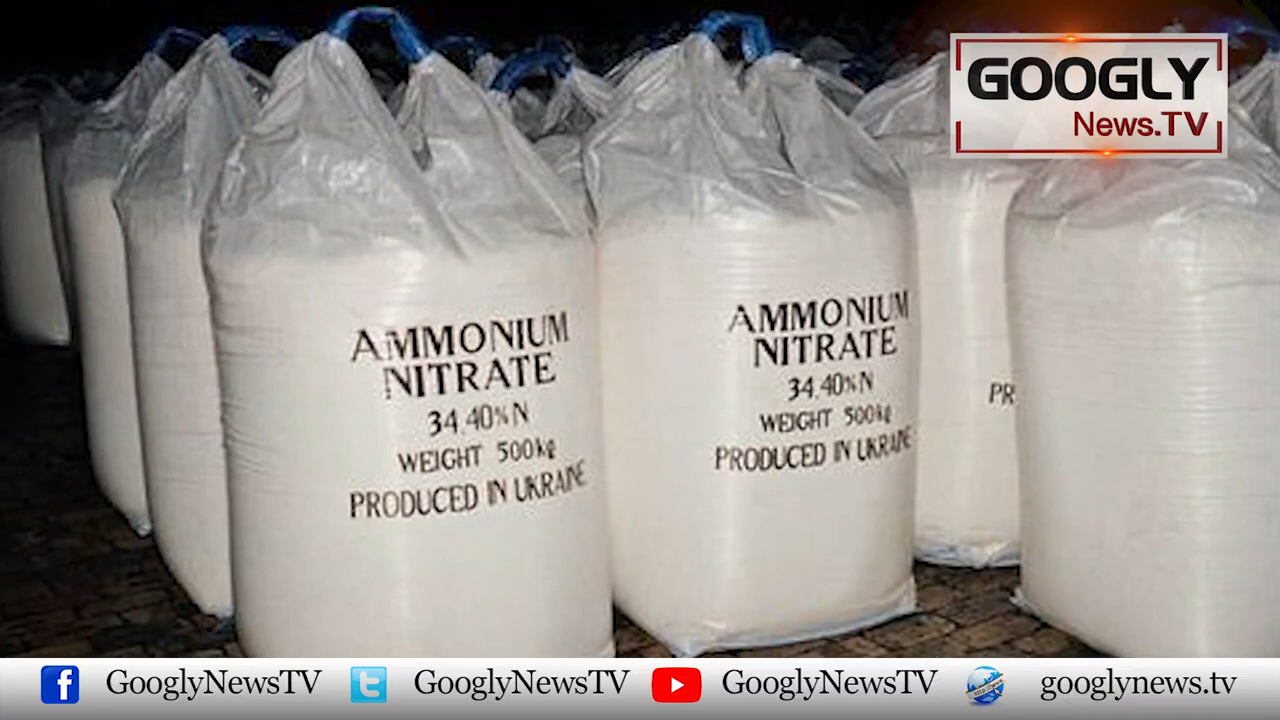 GOOGLY
News.TV
AMMONIUM
NITRATE
34.40% N
WEIGHT 500kg
PRODUCED IN UKRAINE
AMMONIUM
NITRATE
34.40% N
WEIGHT 500kg
PRODUCED IN UKRAINE
PR
GooglyNewsTV
GooglyNewsTV
GooglyNewsTV
googlynews.tv